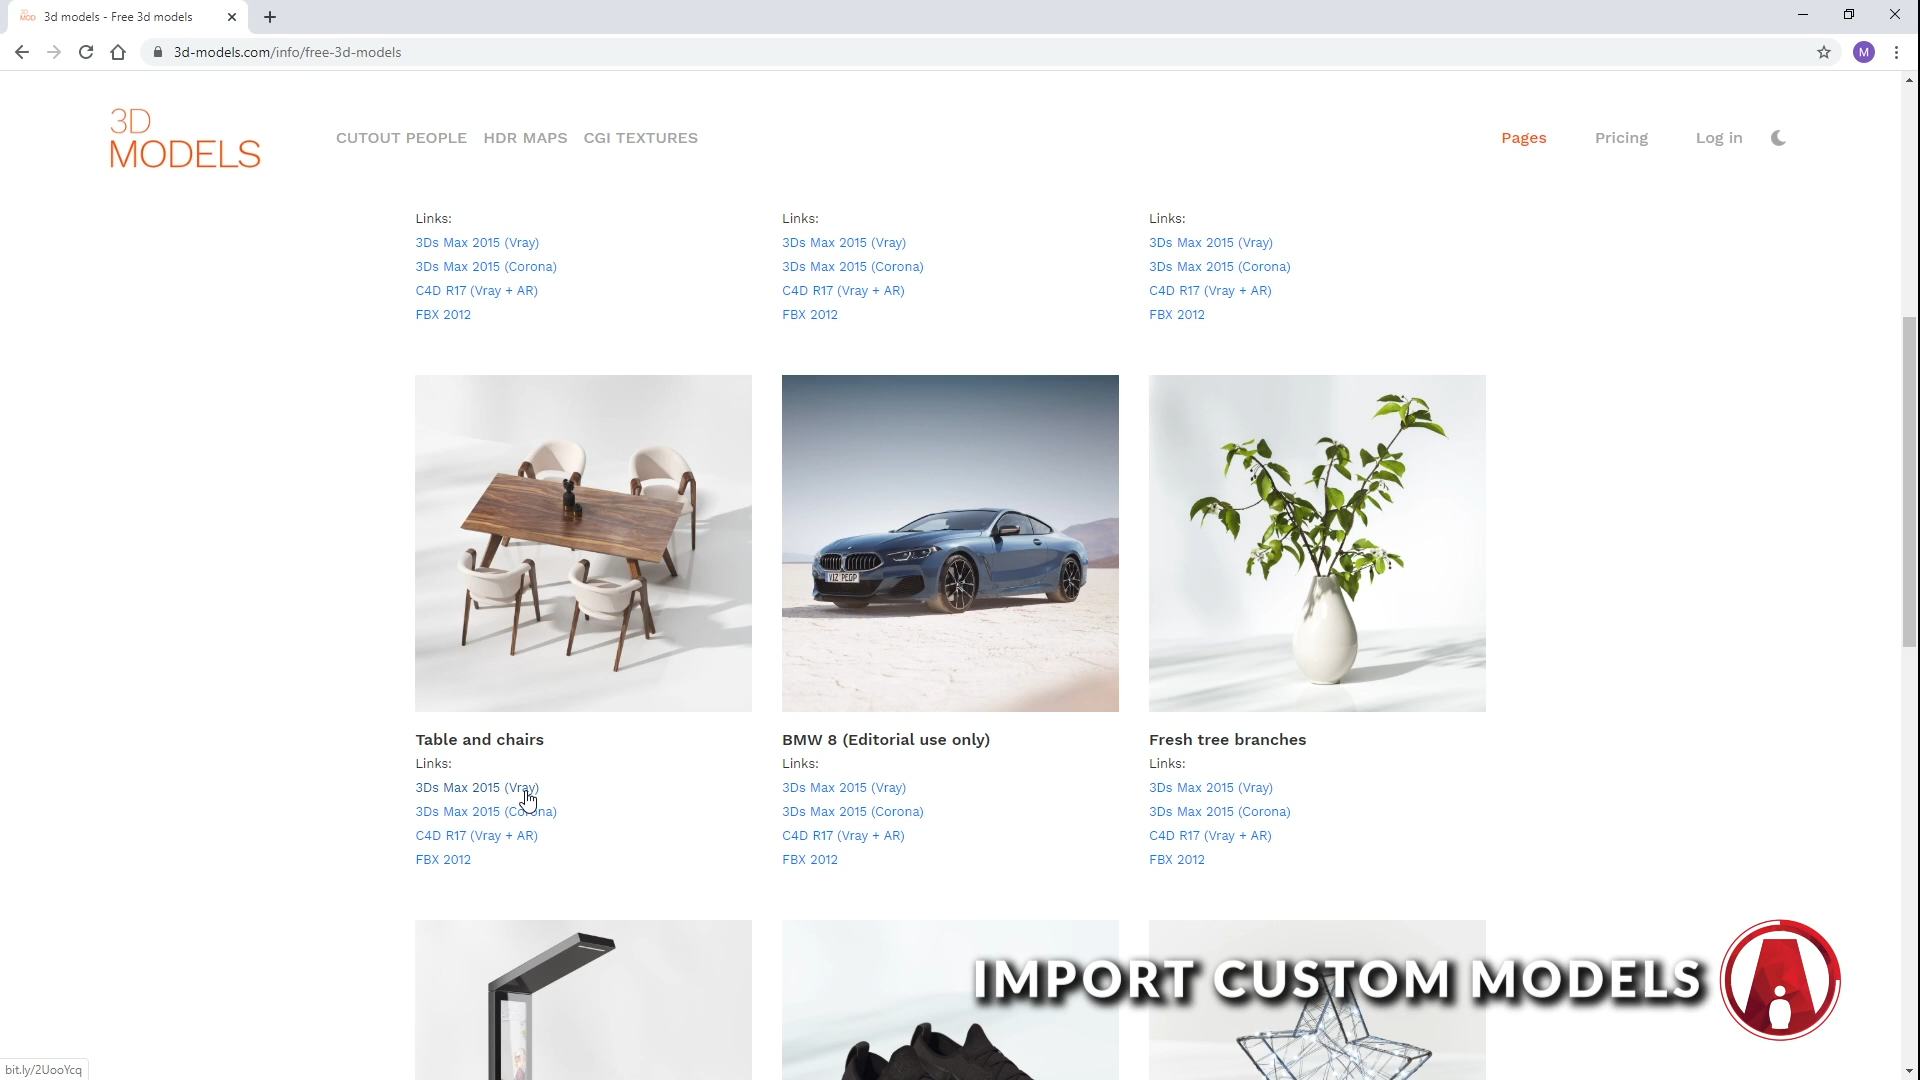 3d models - Free 3d models
3d-models.com/info/free-3d-models
M
3D
MODELS
CUTOUT PEOPLE HDR MAPS CGI TEXTURES
Pages Pricing Log in
Links: Links: Links:
3Ds Max 2015 (Vray) 3Ds Max 2015 (Vray) 3Ds Max 2015 (Vray)
3Ds Max 2015 (Corona) 3Ds Max 2015 (Corona) 3Ds Max 2015 (Corona)
C4D R17 (Vray + AR) C4D R17 (Vray + AR) C4D R17 (Vray + AR)
FBX 2012 FBX 2012 FBX 2012
VIZ PEOP
Table and chairs BMW 8 (Editorial use only) Fresh tree branches
Links: Links: Links:
3Ds Max 2015 (Vray) 3Ds Max 2015 (Vray) 3Ds Max 2015 (Vray)
3Ds Max 2015 (Corona) 3Ds Max 2015 (Corona) 3Ds Max 2015 (Corona)
C4D R17 (Vray + AR) C4D R17 (Vray + AR) C4D R17 (Vray + AR)
FBX 2012 FBX 2012 FBX 2012
IMPORT CUSTOM MODELS
bit.ly/2UooYcq